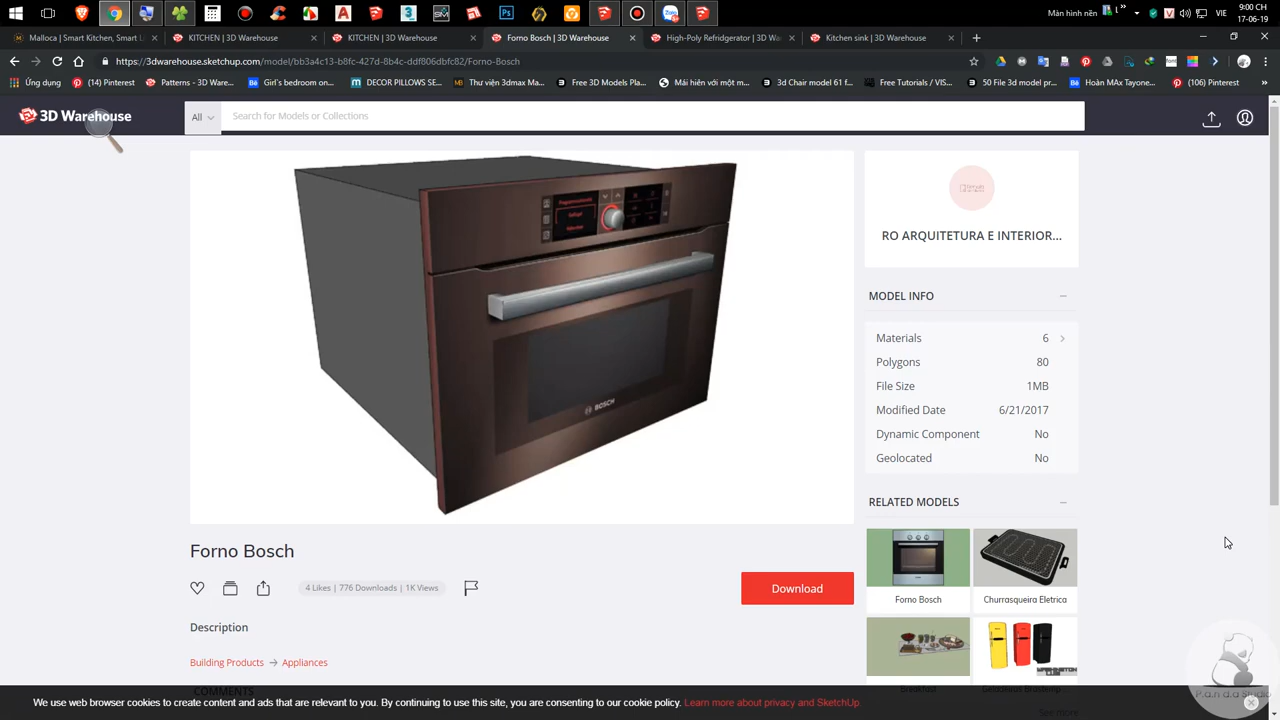 Màn hình nền
VIE
9:00 CH
17-06-19
Malloca | Smart Kitchen, Smart L
KITCHEN | 3D Warehouse
KITCHEN | 3D Warehouse
Forno Bosch | 3D Warehouse
High-Poly Refridgerator | 3D Wa
Kitchen sink | 3D Warehouse
https://3dwarehouse.sketchup.com/model/bb3a4c13-b8fc-427d-8b4c-ddf806dbfc82/Forno-Bosch
Ứng dụng
(19) Pinterest
Patterns - 3D Ware
Girl's bedroom on
DECOR PILLOWS SE
Thư viện 3dmax Ma
Free 3D Models Pla
Mái hiên với một m
3d Chair model 61 f
Free Tutorials / VIS
50 File 3d model pr
Hoàn MAx Tayone
(19) Pinterest
3D Warehouse
All
Search for Models or Collections
RO ARQUITETURA E INTERIOR...
MODEL INFO
Materials 6
Polygons 80
File Size 1MB
Modified Date 6/21/2017
Dynamic Component No
Geolocated No
BOSCH
RELATED MODELS
Forno Bosch
Churrasqueira Eletrica
Forno Bosch
4 Likes | 776 Downloads | 1K Views
Download
Description
Building Products → Appliances
COMMENTS
Breakfast
See more
P.a.n d.a Studio
We use web browser cookies to create content and ads that are relevant to you. By continuing to use this site, you are consenting to our cookie policy. Learn more about privacy and SketchUp